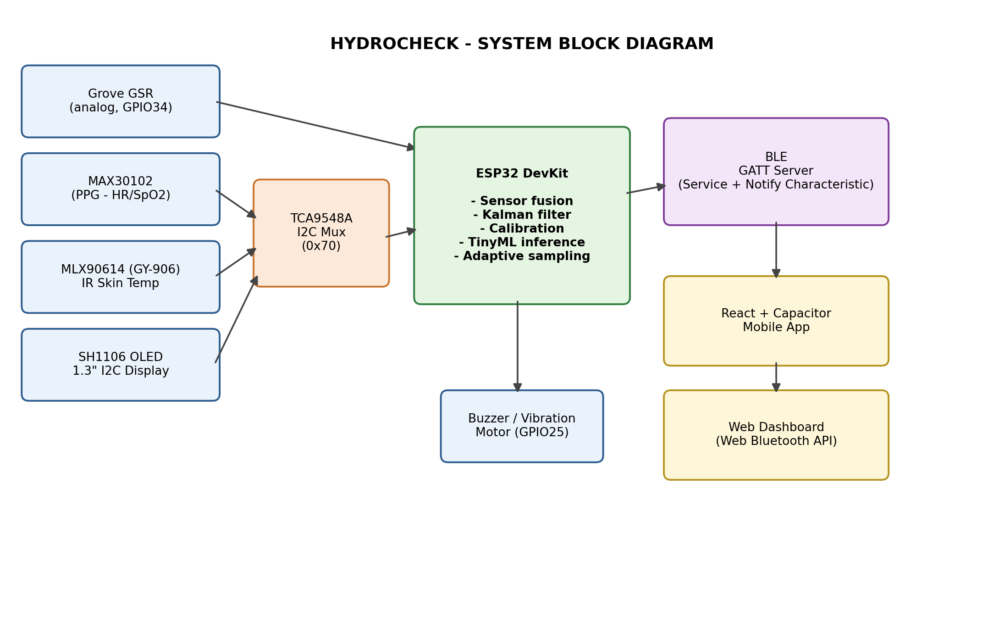 HYDROCHECK - SYSTEM BLOCK DIAGRAM
Grove GSR
(analog, GPIO34)
MAX30102
(PPG - HR/SpO2)
MLX90614 (GY-906)
IR Skin Temp
SH1106 OLED
1.3" I2C Display
TCA9548A
I2C Mux
(0x70)
ESP32 DevKit
- Sensor fusion
- Kalman filter
- Calibration
- TinyML inference
- Adaptive sampling
Buzzer / Vibration
Motor (GPIO25)
BLE
GATT Server
(Service + Notify Characteristic)
React + Capacitor
Mobile App
Web Dashboard
(Web Bluetooth API)